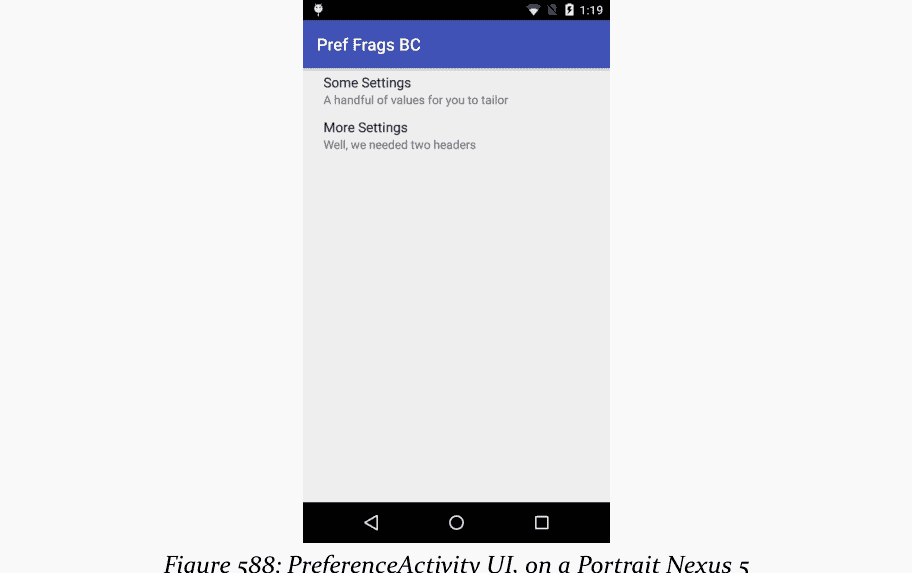 1:19
Pref Frags BC
Some Settings
A handful of values for you to tailor
More Settings
Well, we needed two headers
Figure 588: PreferenceActivity UI, on a Portrait Nexus 5